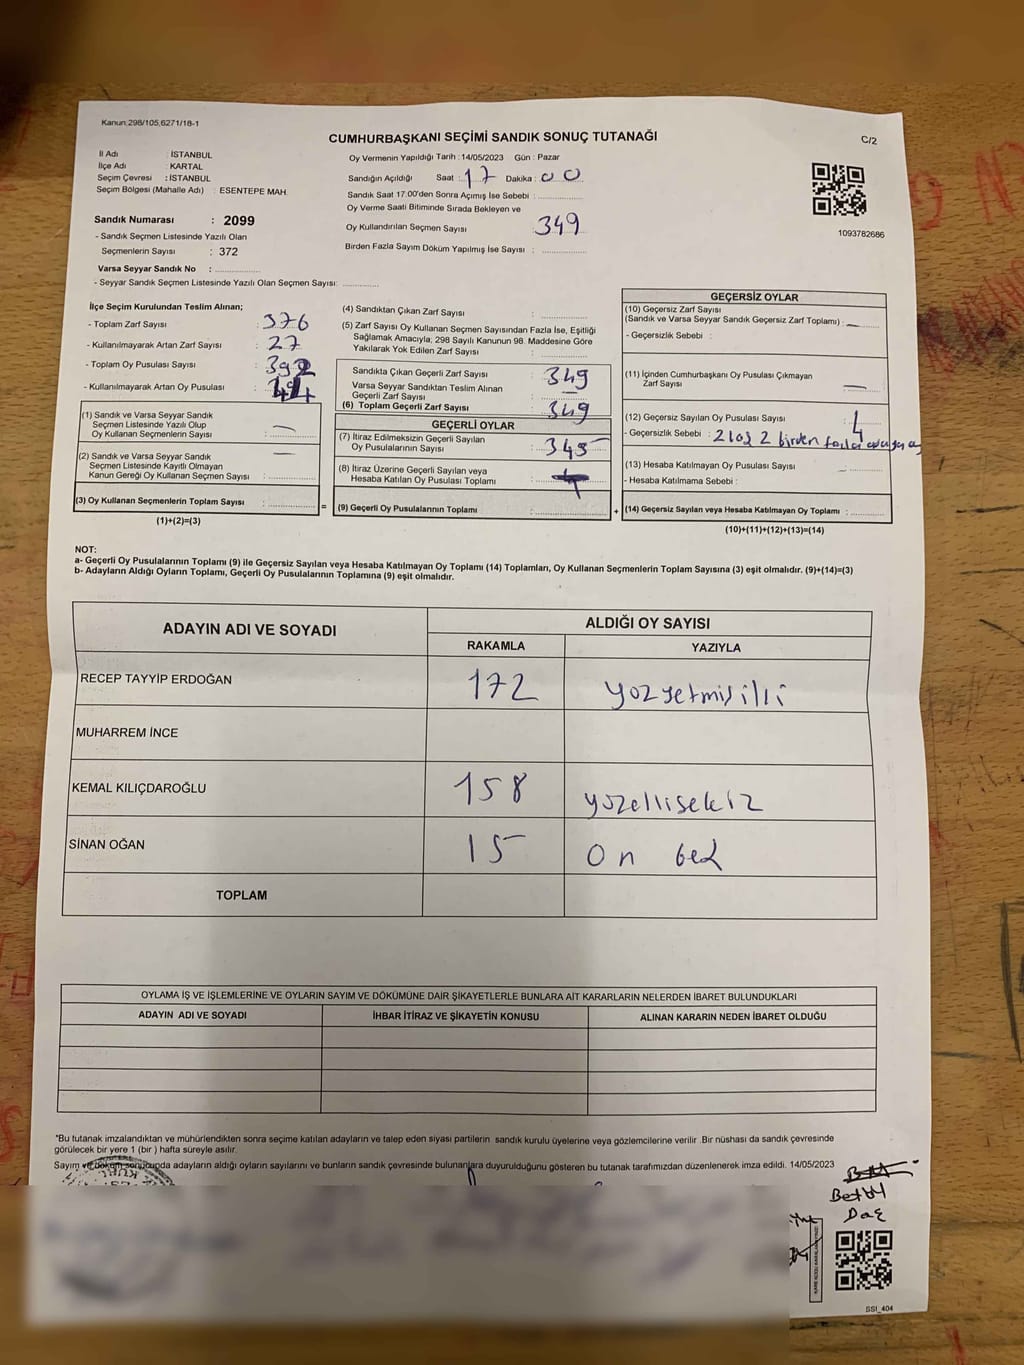 Kanun,298/105,6271/18-1
CUMHURBAŞKANI SEÇİMİ SANDIK SONUÇ TUTANAĞI
C/2
İl Adı : İSTANBUL
İlçe Adı : KARTAL
Seçim Çevresi : İSTANBUL
Seçim Bölgesi (Mahalle Adı) : ESENTEPE MAH.
Sandık Numarası : 2099
- Sandık Seçmen Listesinde Yazılı Olan
Seçmenlerin Sayısı : 372
Varsa Seyyar Sandık No :
- Seyyar Sandık Seçmen Listesinde Yazılı Olan Seçmen Sayısı:
Oy Vermenin Yapıldığı Tarih : 14/05/2023 Gün : Pazar
Sandığın Açıldığı Saat : 17 Dakika : 00
Sandık Saat 17.00'den Sonra Açımış İse Sebebi :
Oy Verme Saati Bitiminde Sırada Bekleyen ve
Oy Kullandırılan Seçmen Sayısı : 349
Birden Fazla Sayım Döküm Yapılmış İse Sayısı :
1093782686
İlçe Seçim Kurulundan Teslim Alınan;
- Toplam Zarf Sayısı : 376
- Kullanılmayarak Artan Zarf Sayısı : 27
- Toplam Oy Pusulası Sayısı : 392
- Kullanılmayarak Artan Oy Pusulası :
(1) Sandık ve Varsa Seyyar Sandık
Seçmen Listesinde Yazılı Olup
Oy Kullanan Seçmenlerin Sayısı : —
(2) Sandık ve Varsa Seyyar Sandık
Seçmen Listesinde Kayıtlı Olmayan
Kanun Gereği Oy Kullanan Seçmen Sayısı : —
(3) Oy Kullanan Seçmenlerin Toplam Sayısı :
(1)+(2)=(3)
(4) Sandıktan Çıkan Zarf Sayısı :
(5) Zarf Sayısı Oy Kullanan Seçmen Sayısından Fazla İse, Eşitliği
Sağlamak Amacıyla; 298 Sayılı Kanunun 98. Maddesine Göre
Yakılarak Yok Edilen Zarf Sayısı :
Sandıkta Çıkan Geçerli Zarf Sayısı : 349
Varsa Seyyar Sandıktan Teslim Alınan
Geçerli Zarf Sayısı : —
(6) Toplam Geçerli Zarf Sayısı : 349
GEÇERLİ OYLAR
(7) İtiraz Edilmeksizin Geçerli Sayılan
Oy Pusulalarının Sayısı : 345
(8) İtiraz Üzerine Geçerli Sayılan veya
Hesaba Katılan Oy Pusulası Toplamı :
= (9) Geçerli Oy Pusulalarının Toplamı :
GEÇERSİZ OYLAR
(10) Geçersiz Zarf Sayısı
(Sandık ve Varsa Seyyar Sandık Geçersiz Zarf Toplamı) : —
- Geçersizlik Sebebi :
(11) İçinden Cumhurbaşkanı Oy Pusulası Çıkmayan
Zarf Sayısı : —
(12) Geçersiz Sayılan Oy Pusulası Sayısı : 4
- Geçersizlik Sebebi : 2 birden fazla
(13) Hesaba Katılmayan Oy Pusulası Sayısı :
- Hesaba Katılmama Sebebi :
+ (14) Geçersiz Sayılan veya Hesaba Katılmayan Oy Toplamı :
(10)+(11)+(12)+(13)=(14)
NOT:
a- Geçerli Oy Pusulalarının Toplamı (9) ile Geçersiz Sayılan veya Hesaba Katılmayan Oy Toplamı (14) Toplamları, Oy Kullanan Seçmenlerin Toplam Sayısına (3) eşit olmalıdır. (9)+(14)=(3)
b- Adayların Aldığı Oyların Toplamı, Geçerli Oy Pusulalarının Toplamına (9) eşit olmalıdır.
ADAYIN ADI VE SOYADI ALDIĞI OY SAYISI
RAKAMLA YAZIYLA
RECEP TAYYİP ERDOĞAN 172 yüzyetmişikki
MUHARREM İNCE
KEMAL KILIÇDAROĞLU 158 yüzellisekiz
SİNAN OĞAN 15 on beş
TOPLAM
OYLAMA İŞ VE İŞLEMLERİNE VE OYLARIN SAYIM VE DÖKÜMÜNE DAİR ŞİKAYETLERLE BUNLARA AİT KARARLARIN NELERDEN İBARET BULUNDUKLARI
ADAYIN ADI VE SOYADI İHBAR İTİRAZ VE ŞİKAYETİN KONUSU ALINAN KARARIN NEDEN İBARET OLDUĞU
*Bu tutanak imzalandıktan ve mühürlendikten sonra seçime katılan adayların ve talep eden siyasi partilerin sandık kurulu üyelerine veya gözlemcilerine verilir .Bir nüshası da sandık çevresinde
görülecek bir yere 1 (bir ) hafta süreyle asılır.
Sayım ve döküm sonucunda adayların aldığı oyların sayılarını ve bunların sandık çevresinde bulunanlara duyurulduğunu gösteren bu tutanak tarafımızdan düzenlenerek imza edildi. 14/05/2023
SSI_404